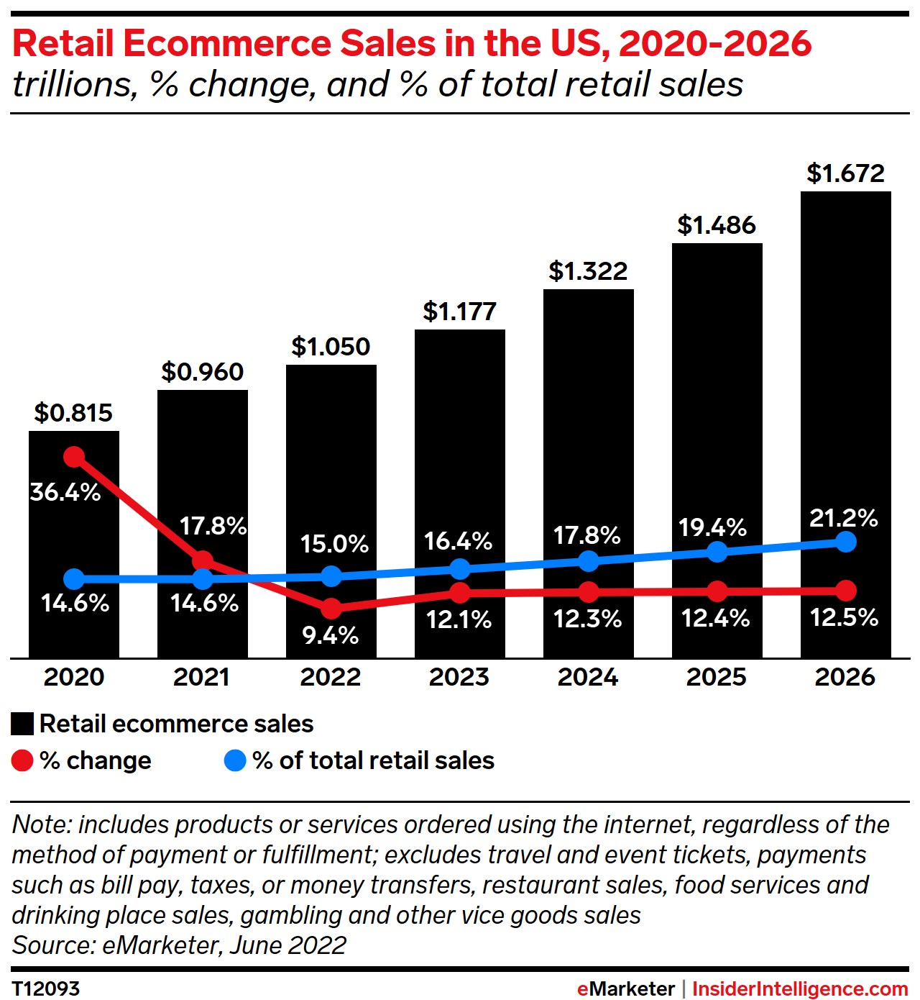 Retail Ecommerce Sales in the US, 2020-2026
trillions, % change, and % of total retail sales
$1.672
$1.486
$1.322
$1.177
$1.050
$0.960
$0.815
36.4%
17.8%
15.0%
16.4%
17.8%
19.4%
21.2%
14.6%
14.6%
9.4%
12.1%
12.3%
12.4%
12.5%
2020
2021
2022
2023
2024
2025
2026
Retail ecommerce sales
% change
% of total retail sales
Note: includes products or services ordered using the internet, regardless of the
method of payment or fulfillment; excludes travel and event tickets, payments
such as bill pay, taxes, or money transfers, restaurant sales, food services and
drinking place sales, gambling and other vice goods sales
Source: eMarketer, June 2022
T12093
eMarketer | InsiderIntelligence.com